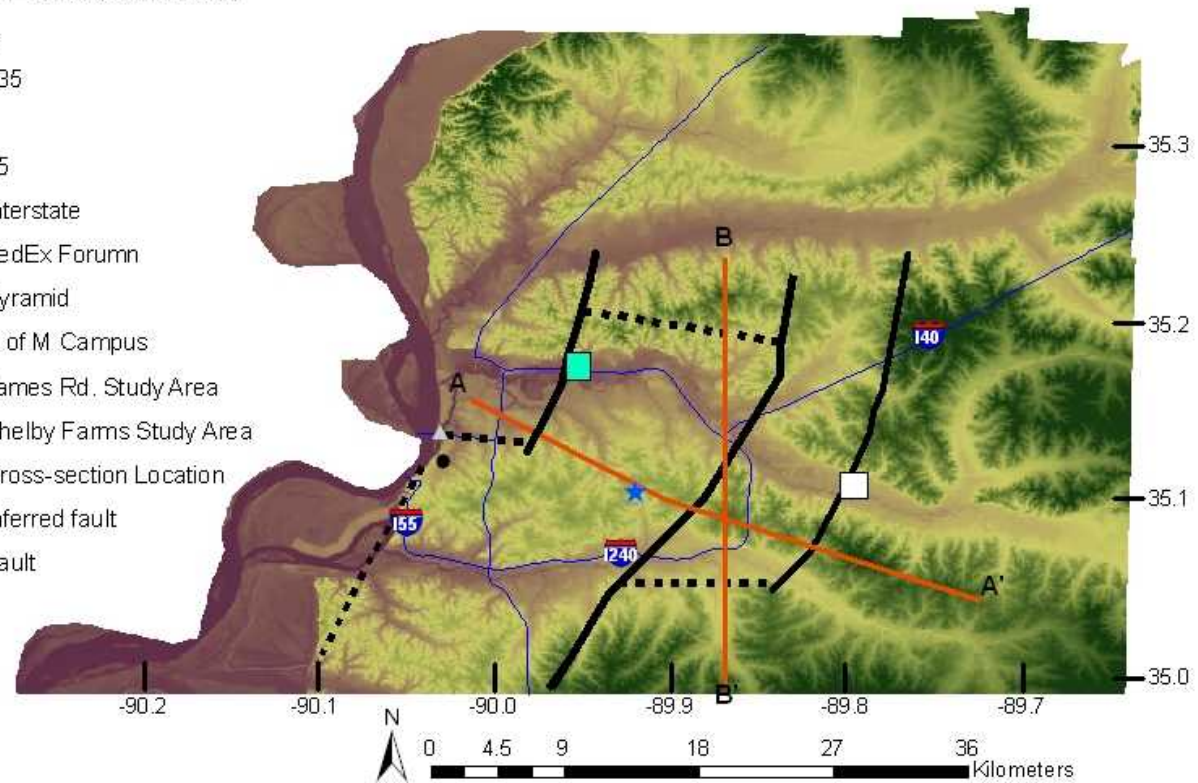 35
5
terstate
edEx Forumn
yramid
of M Campus
ames Rd. Study Area
helby Farms Study Area
ross-section Location
ferred fault
ault
B
35.3
35.2
I40
A
35.1
I55
I240
A'
35.0
B'
-90.2
-90.1
-90.0
-89.9
-89.8
-89.7
N
0 4.5 9 18 27 36
Kilometers